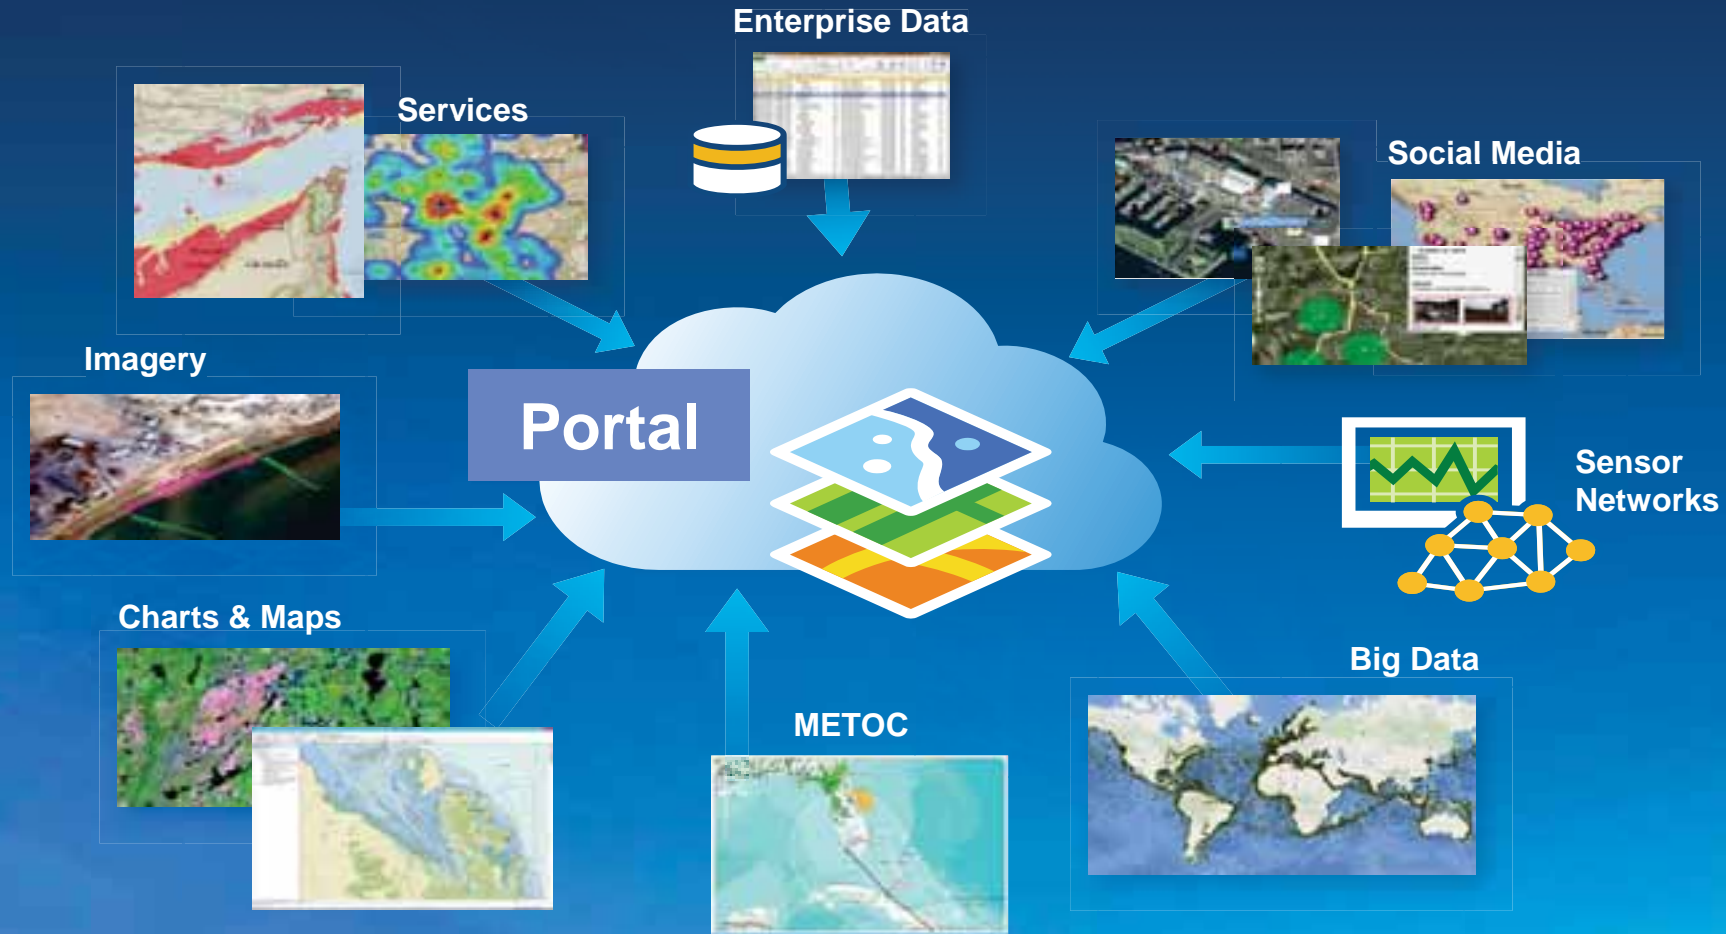 Enterprise Data
Services
Social Media
Imagery
Portal
Sensor
Networks
Charts & Maps
Big Data
METOC